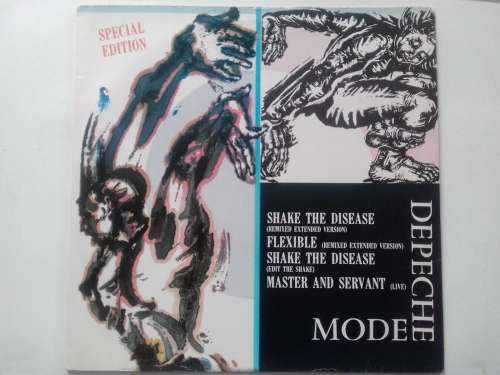 SPECIAL
EDITION
SHAKE THE DISEASE
(REMIXED EXTENDED VERSION)
FLEXIBLE (REMIXED EXTENDED VERSION)
SHAKE THE DISEASE
(EDIT THE SHAKE)
MASTER AND SERVANT (LIVE)
DEPECHE
MODE